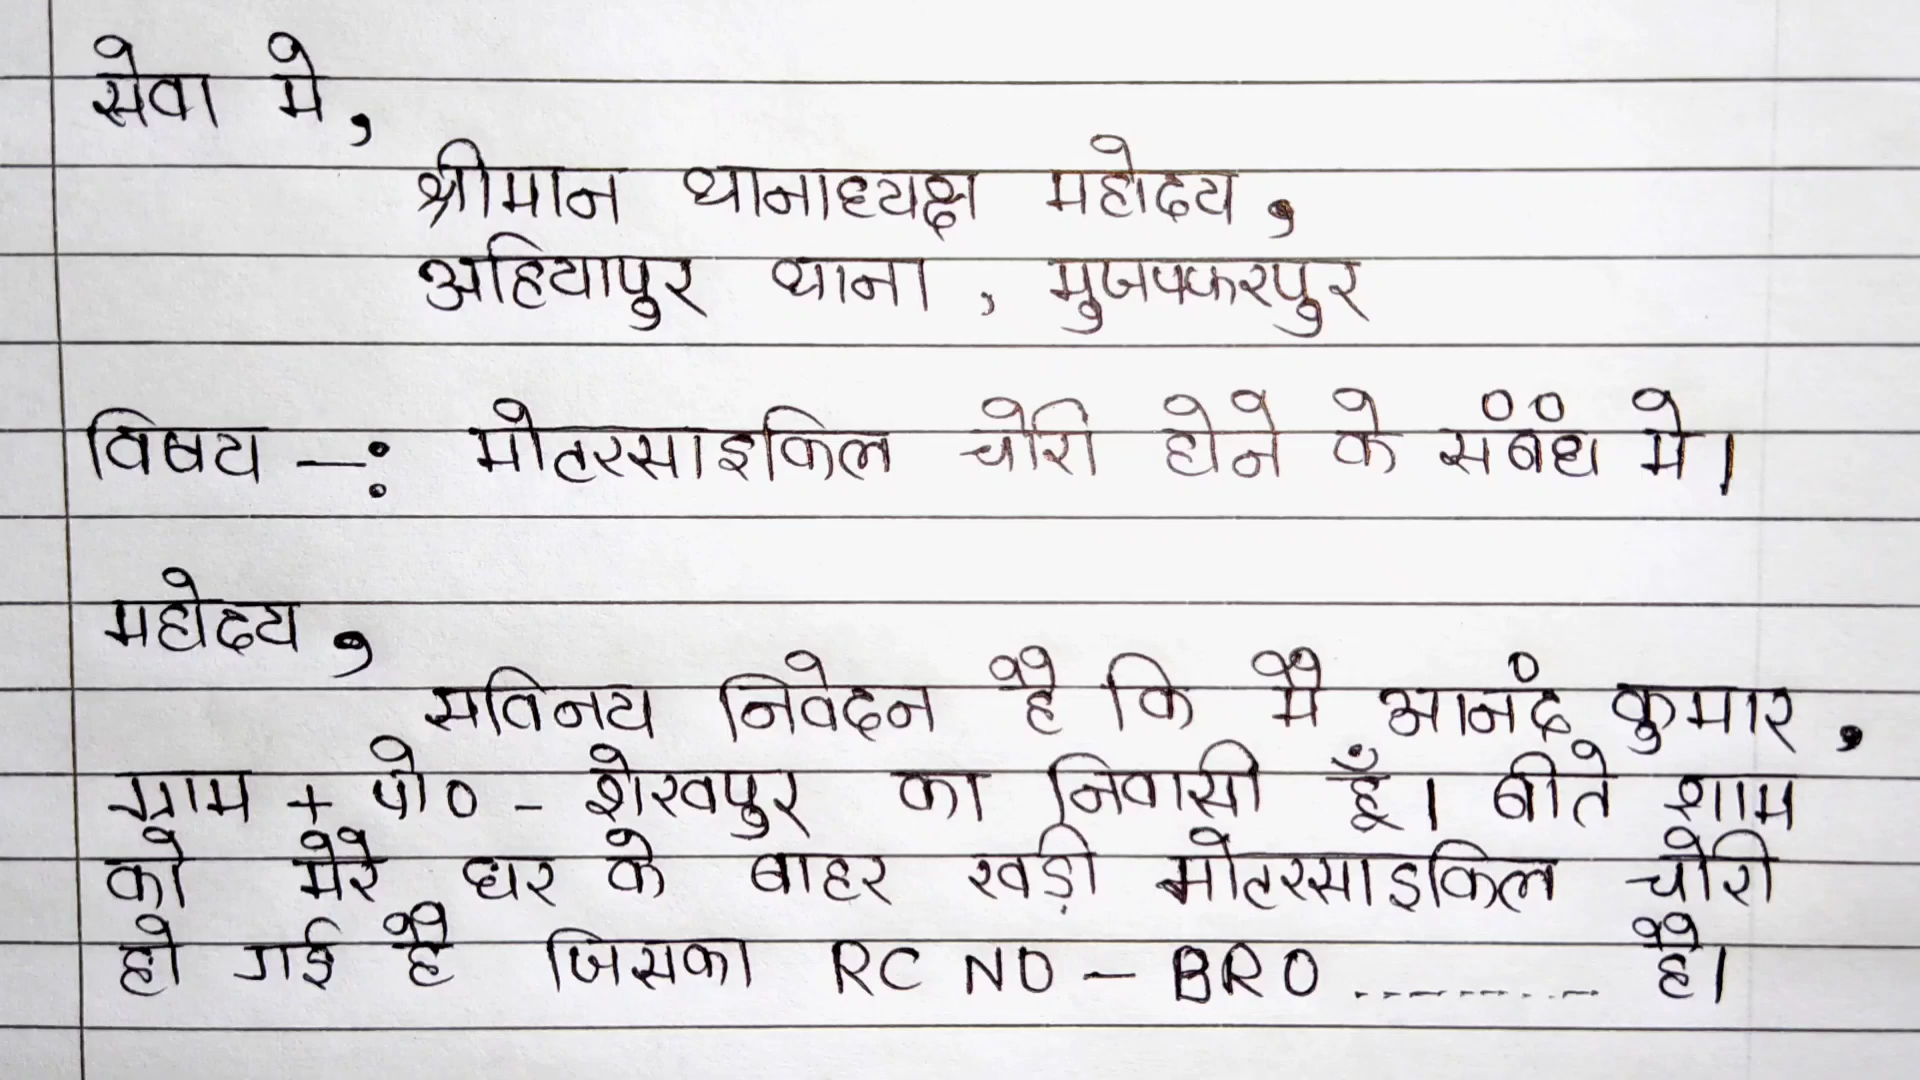 सेवा मे,
श्रीमान थानाध्यक्ष महोदय,
अहियापुर थाना, मुजफ्फरपुर
विषय —: मोटरसाइकिल चोरी होने के संबंध मे।
महोदय,
सविनय निवेदन है कि मै आनंद कुमार,
ग्राम + पो० - शेखपुर का निवासी हूँ। बीते शाम
को मेरे घर के बाहर खड़ी मोटरसाइकिल चोरी
हो गई है जिसका RC NO - BRO .......... है।